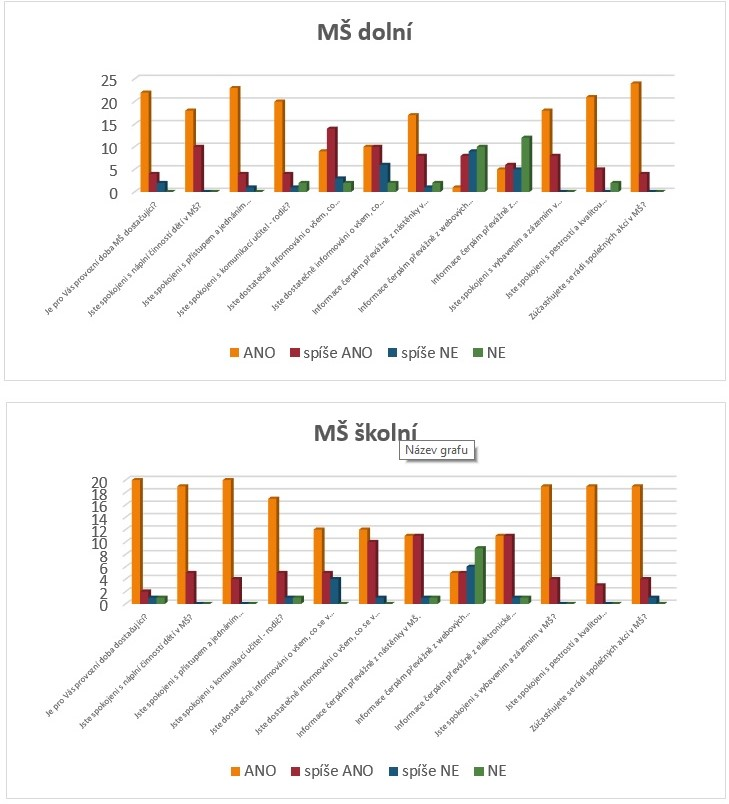 MŠ dolní
25
20
15
10
5
0
Je pro Vás provozní doba MŠ dostačující?
Jste spokojeni s náplní činností dětí v MŠ?
Jste spokojeni s přístupem a jednáním…
Jste spokojeni s komunikací učitel - rodič?
Jste dostatečně informováni o všem, co…
Jste dostatečně informováni o všem, co…
Informace čerpám převážně z nástěnky v…
Informace čerpám převážně z webových…
Informace čerpám převážně z…
Jste spokojeni s vybavením a zázemím v…
Jste spokojeni s pestrostí a kvalitou…
Zúčastňujete se rádi společných akcí v MŠ?
ANO spíše ANO spíše NE NE
MŠ školní
Název grafu
20
18
16
14
12
10
8
6
4
2
0
Je pro Vás provozní doba dostačující?
Jste spokojeni s náplní činností dětí v MŠ?
Jste spokojeni s přístupem a jednáním…
Jste spokojeni s komunikací učitel - rodič?
Jste dostatečně informováni o všem, co se v…
Jste dostatečně informováni o všem, co se v…
Informace čerpám převážně z nástěnky v MŠ.
Informace čerpám převážně z webových…
Informace čerpám převážně z elektronické…
Jste spokojeni s vybavením a zázemím v MŠ?
Jste spokojeni s pestrostí a kvalitou…
Zúčastňujete se rádi společných akcí v MŠ?
ANO spíše ANO spíše NE NE